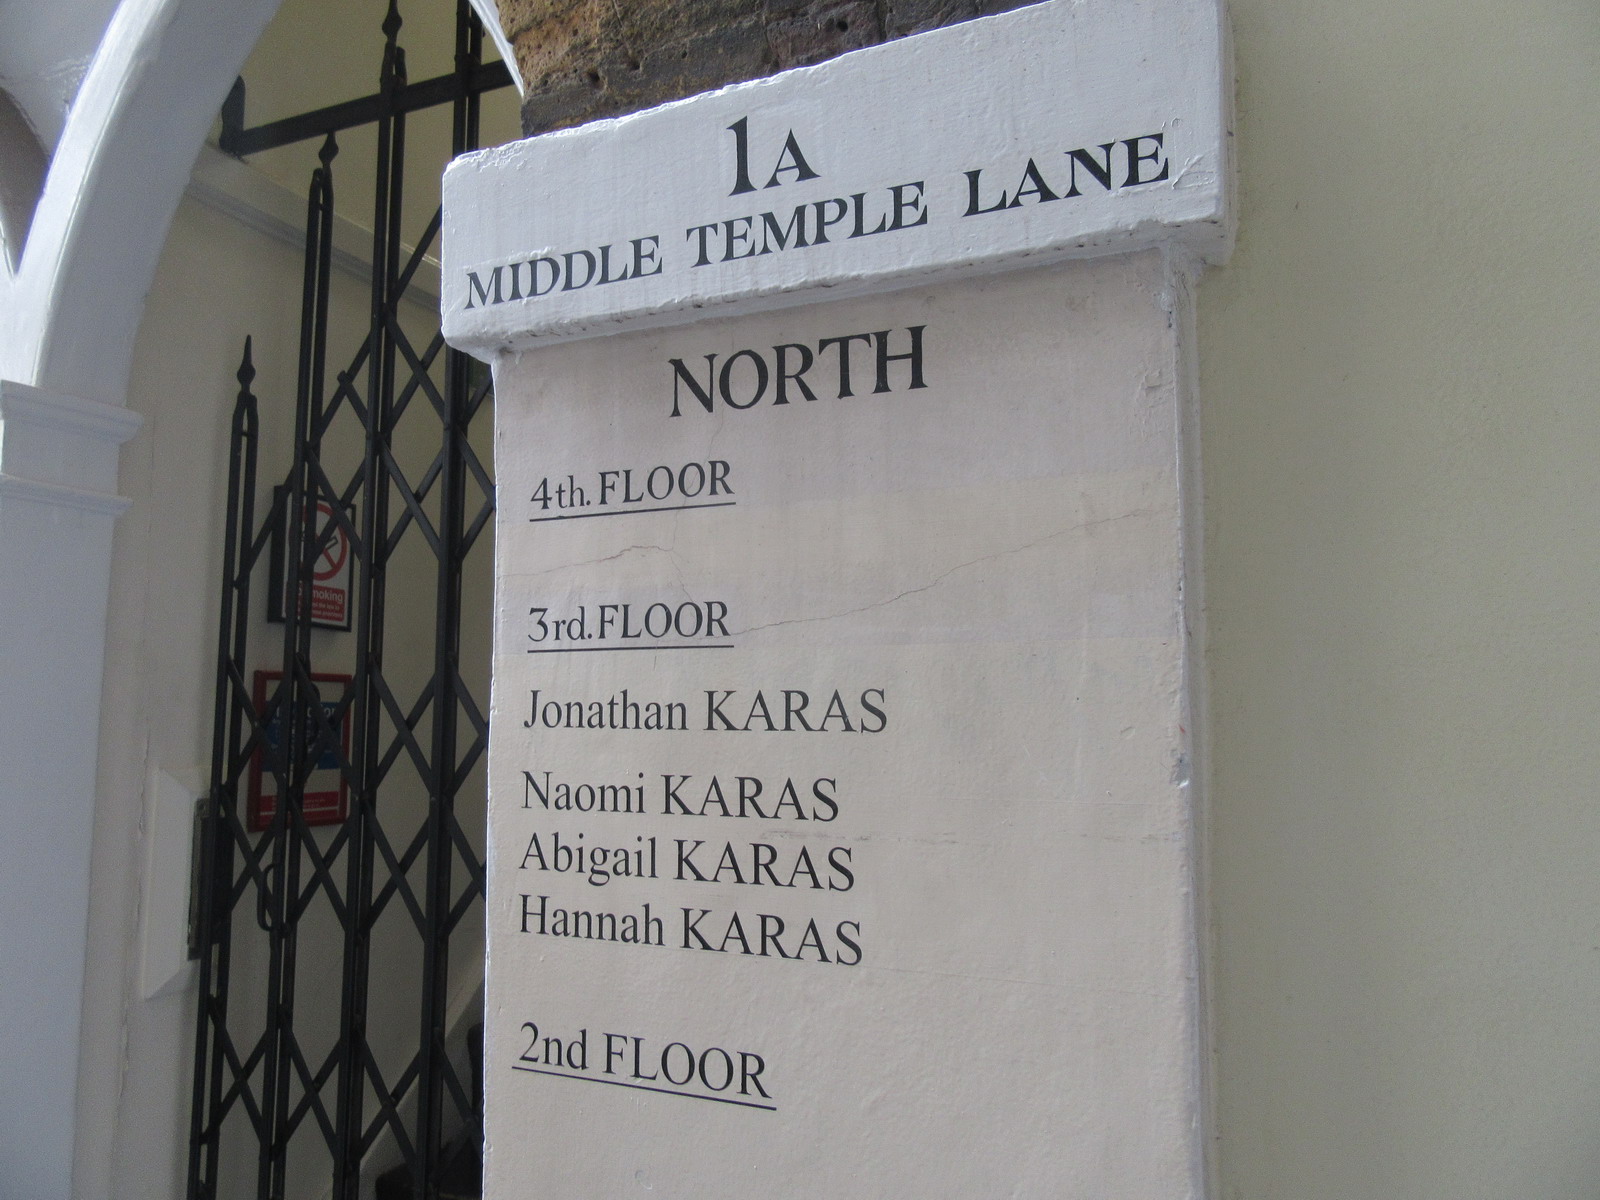 1A
MIDDLE TEMPLE LANE
NORTH
4th. FLOOR
3rd. FLOOR
Jonathan KARAS
Naomi KARAS
Abigail KARAS
Hannah KARAS
2nd FLOOR